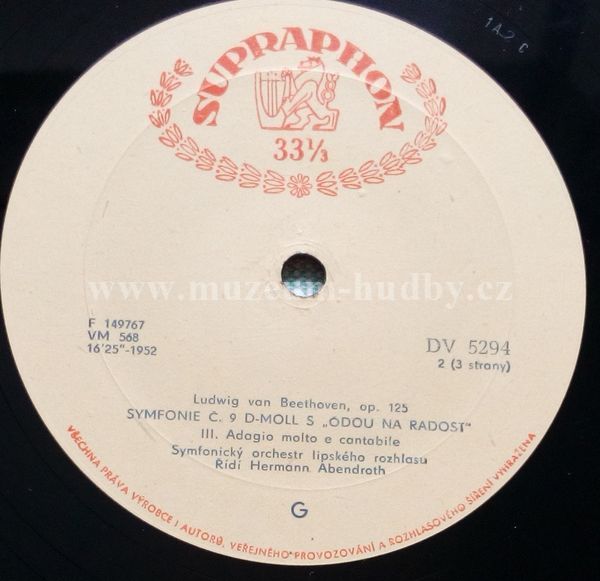 1A2 C
SUPRAPHON
33⅓
www.muzeum-hudby.cz
F 149767
VM 568
16'25"-1952
DV 5294
2 (3 strany)
Ludwig van Beethoven, op. 125
SYMFONIE Č. 9 D-MOLL S „ÓDOU NA RADOST"
III. Adagio molto e cantabile
Symfonický orchestr lipského rozhlasu
Řídí Hermann Abendroth
G
VŠECHNA PRÁVA VÝROBCE I AUTORŮ, VEŘEJNÉHO PROVOZOVÁNÍ A ROZHLASOVÉHO ŠÍŘENÍ VYHRAŽENA